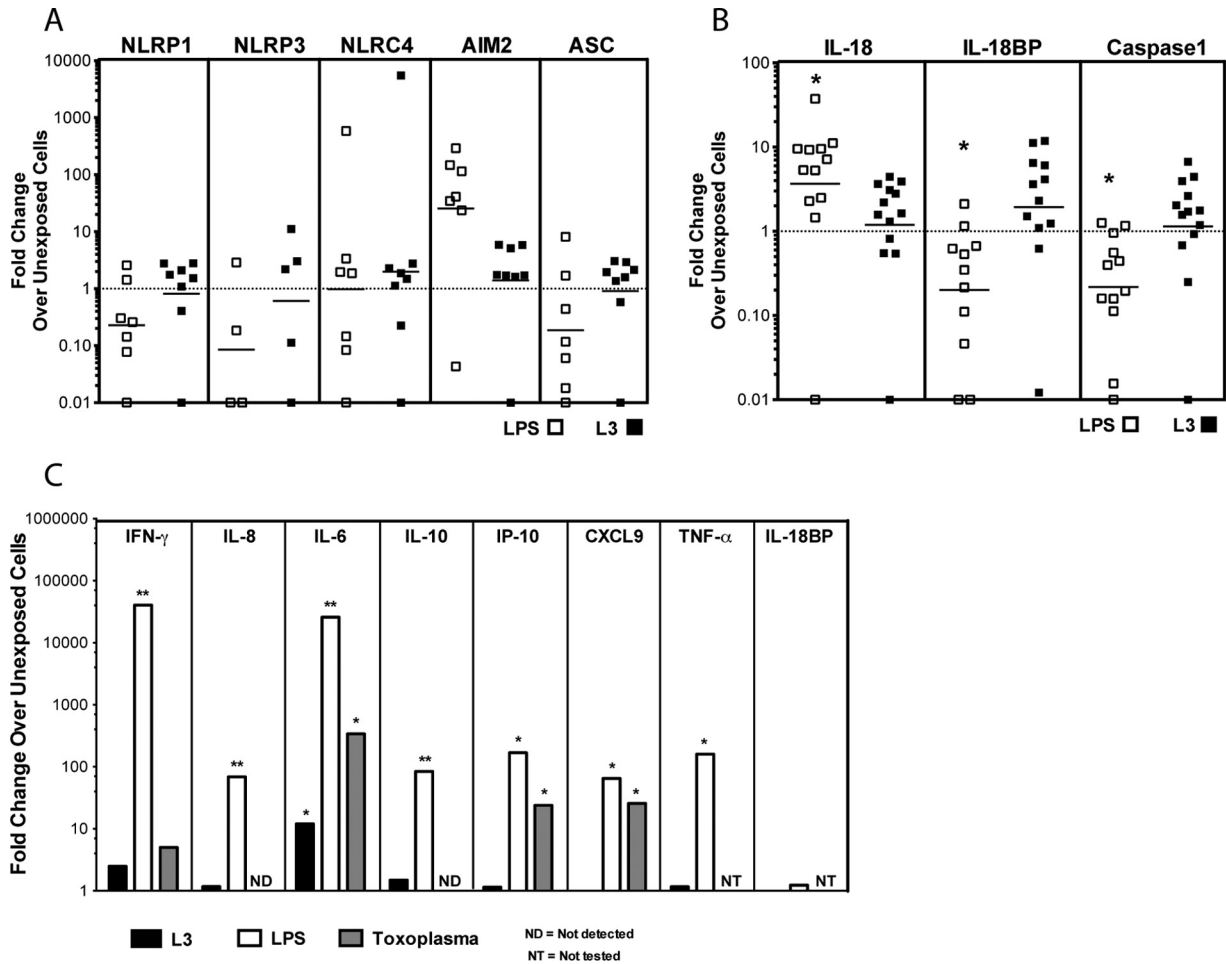 A
NLRP1 NLRP3 NLRC4 AIM2 ASC
Fold Change
Over Unexposed Cells
10000
1000
100
10
1
0.10
0.01
LPS L3
B
IL-18 IL-18BP Caspase1
Fold Change
Over Unexposed Cells
100
10
1
0.10
0.01
* * *
LPS L3
C
Fold Change Over Unexposed Cells
1000000
100000
10000
1000
100
10
1
IFN-γ IL-8 IL-6 IL-10 IP-10 CXCL9 TNF-α IL-18BP
** ** * ** * ** * * * * *
ND ND NT NT
L3 LPS Toxoplasma
ND = Not detected
NT = Not tested